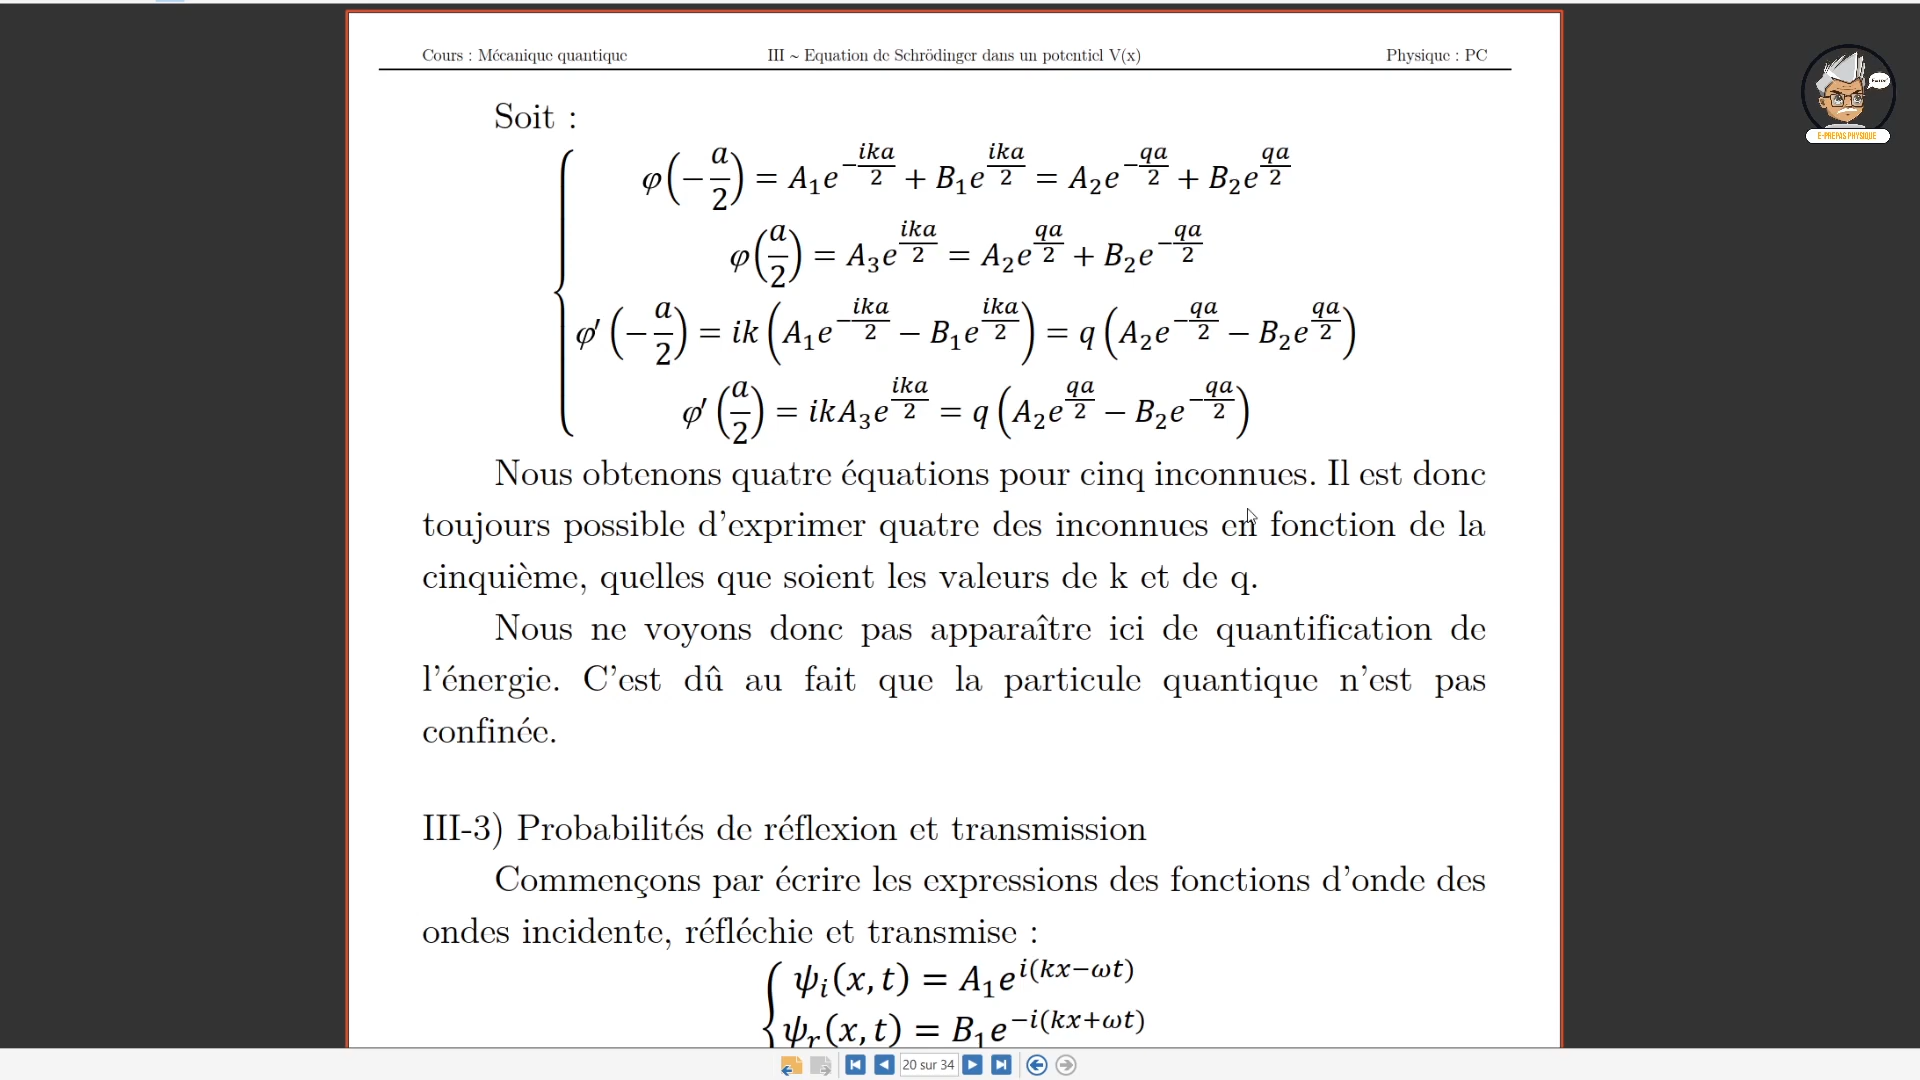 Cours : Mécanique quantique III ~ Equation de Schrödinger dans un potentiel V(x) Physique : PC
E-PREPAS PHYSIQUE
Soit :
φ(−a/2) = A₁e^(−ika/2) + B₁e^(ika/2) = A₂e^(−qa/2) + B₂e^(qa/2)
φ(a/2) = A₃e^(ika/2) = A₂e^(qa/2) + B₂e^(−qa/2)
φ′(−a/2) = ik(A₁e^(−ika/2) − B₁e^(ika/2)) = q(A₂e^(−qa/2) − B₂e^(qa/2))
φ′(a/2) = ikA₃e^(ika/2) = q(A₂e^(qa/2) − B₂e^(−qa/2))
Nous obtenons quatre équations pour cinq inconnues. Il est donc
toujours possible d’exprimer quatre des inconnues en fonction de la
cinquième, quelles que soient les valeurs de k et de q.
Nous ne voyons donc pas apparaître ici de quantification de
l’énergie. C’est dû au fait que la particule quantique n’est pas
confinée.
III-3) Probabilités de réflexion et transmission
Commençons par écrire les expressions des fonctions d’onde des
ondes incidente, réfléchie et transmise :
ψᵢ(x, t) = A₁e^(i(kx−ωt))
ψᵣ(x, t) = B₁e^(−i(kx+ωt))
20 sur 34